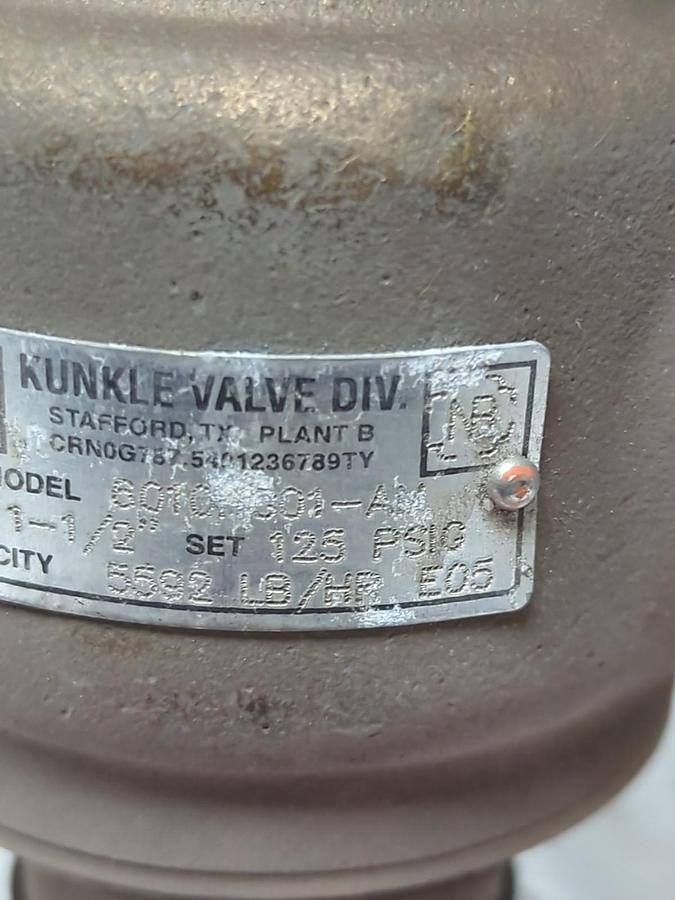 KUNKLE VALVE DIV.
NB
STAFFORD, TX, PLANT B
CRN0G787.5401236789TY
MODEL
1-1/2" SET 125 PSIG
CITY 5592 LB/HR E05